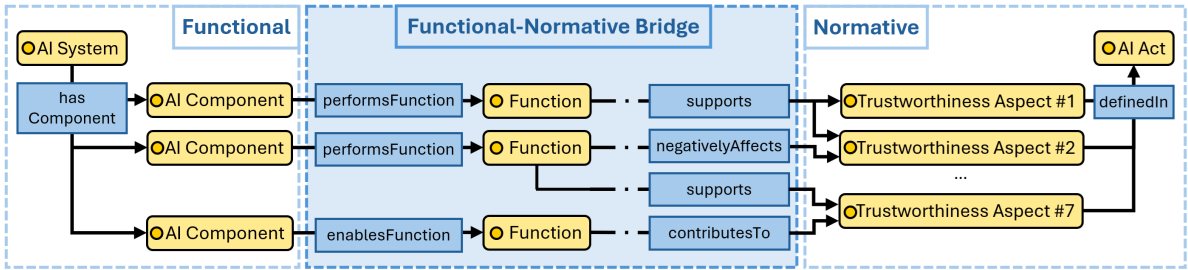 Functional
Functional-Normative Bridge
Normative
AI System
AI Act
has
Component
AI Component
performsFunction
Function
supports
Trustworthiness Aspect #1
definedIn
AI Component
performsFunction
Function
negativelyAffects
Trustworthiness Aspect #2
...
supports
Trustworthiness Aspect #7
AI Component
enablesFunction
Function
contributesTo